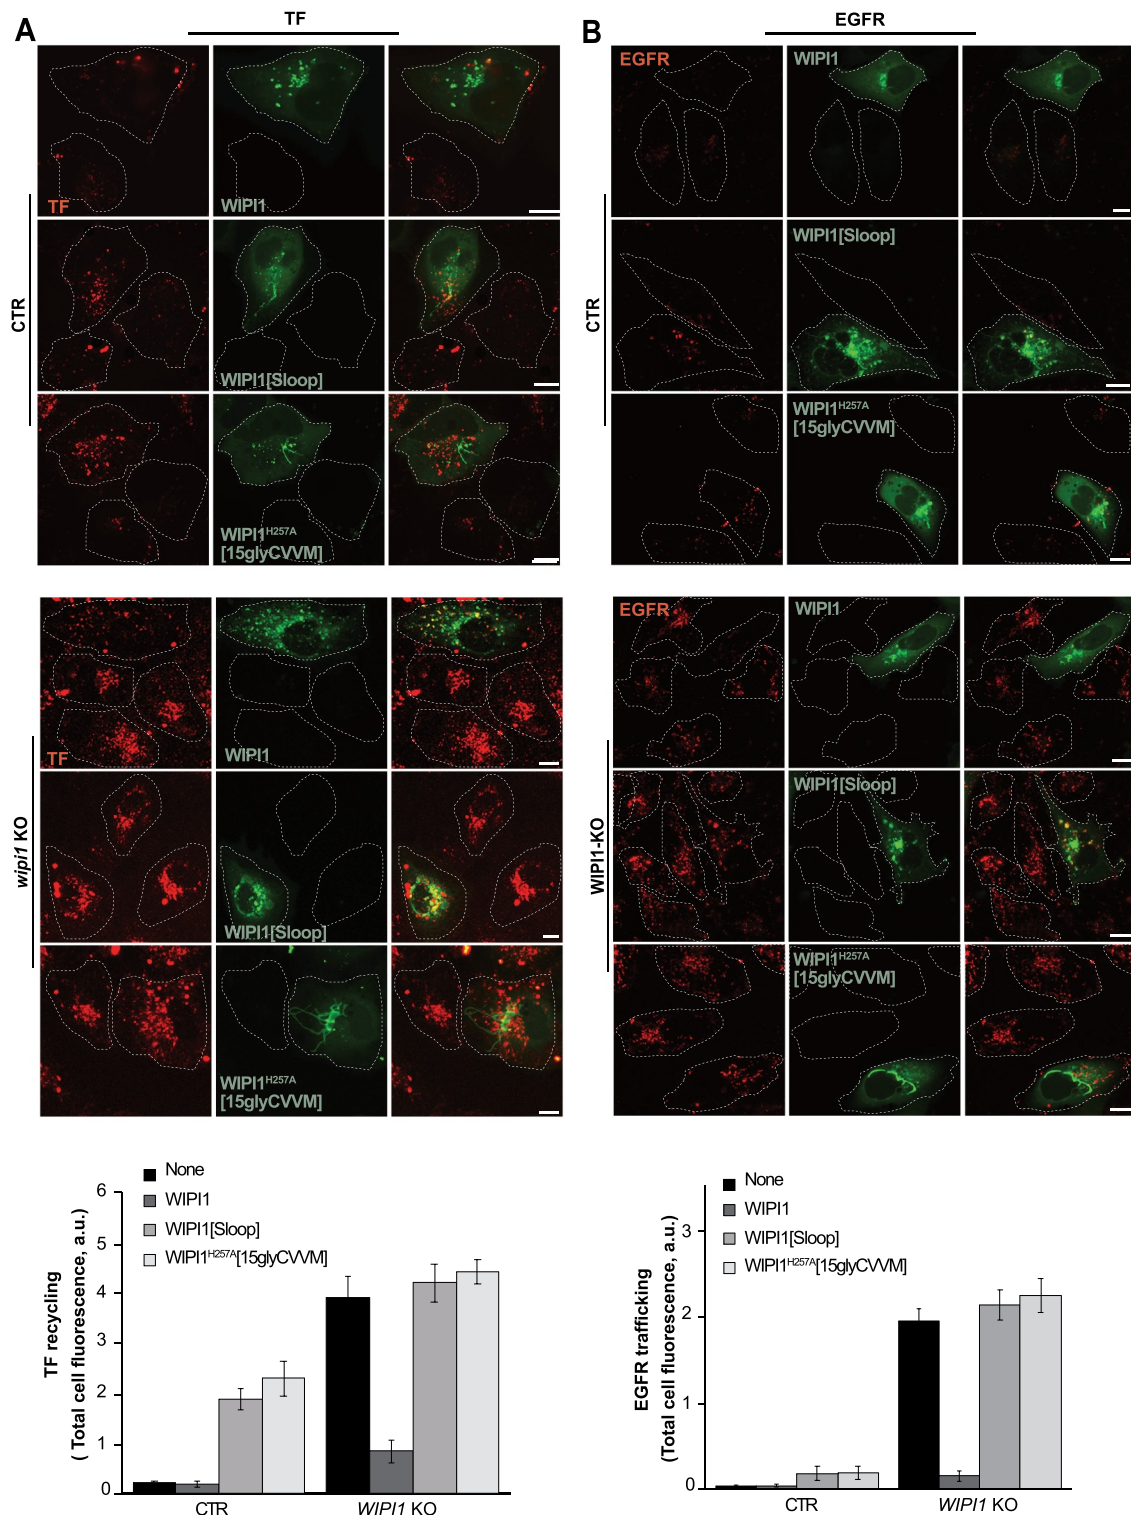 A
TF
CTR
TF
WIPI1
WIPI1[Sloop]
WIPI1H257A
[15glyCVVM]
wipi1 KO
TF
WIPI1
WIPI1[Sloop]
WIPI1H257A
[15glyCVVM]
None
WIPI1
WIPI1[Sloop]
WIPI1H257A[15glyCVVM]
TF recycling
( Total cell fluorescence, a.u.)
6
5
4
3
2
1
0
CTR
WIPI1 KO
B
EGFR
CTR
EGFR
WIPI1
WIPI1[Sloop]
WIPI1H257A
[15glyCVVM]
WIPI1-KO
EGFR
WIPI1
WIPI1[Sloop]
WIPI1H257A
[15glyCVVM]
None
WIPI1
WIPI1[Sloop]
WIPI1H257A[15glyCVVM]
EGFR trafficking
(Total cell fluorescence, a.u.)
3
2
1
0
CTR
WIPI1 KO